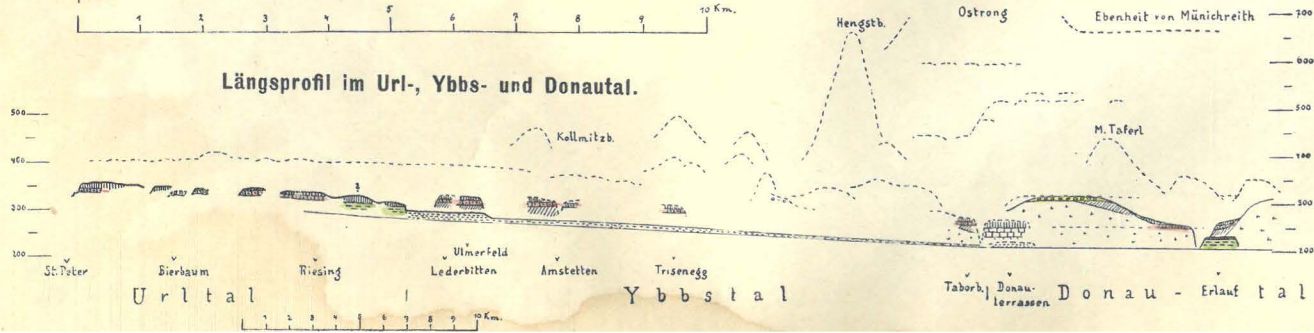 1 2 3 4 5 6 7 8 9 10 Km.
Hengstb.
Ostrong
Ebenheit von Münichreith
700
600
500
400
300
200
Längsprofil im Url-, Ybbs- und Donautal.
500
400
300
200
Kollmitzb.
M. Taferl
St. Peter
Bierbaum
Riesing
Ulmerfeld
Lederbitten
Amstetten
Trisenegg
Taborb.
Donau-
terrassen
Erlauf
Urltal
Ybbstal
Donau - tal
1 2 3 4 5 6 7 8 9 10 Km.